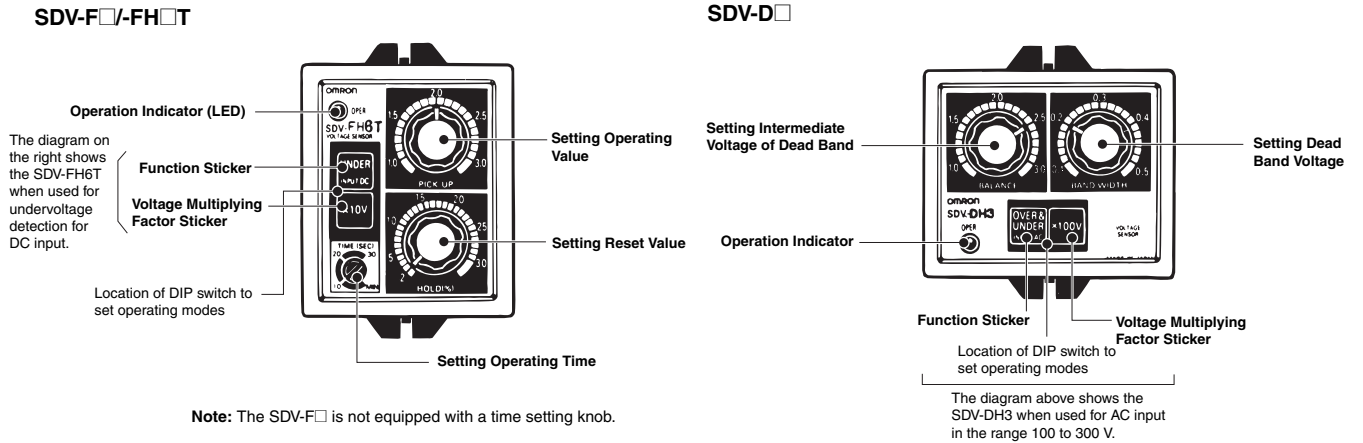 SDV-F□/-FH□T
Operation Indicator (LED)
The diagram on
the right shows
the SDV-FH6T
when used for
undervoltage
detection for
DC input.
Function Sticker
Voltage Multiplying
Factor Sticker
Location of DIP switch to
set operating modes
OMRON
OPER
SDV-FH6T
VOLTAGE SENSOR
UNDER
INPUT DC
×10V
TIME (SEC)
20 30
10 MIN
2.0
1.5 2.5
1.0 3.0
PICK UP
15 20
10 25
5 30
2
HOLD(%)
Setting Operating
Value
Setting Reset Value
Setting Operating Time
Note: The SDV-F□ is not equipped with a time setting knob.
SDV-D□
Setting Intermediate
Voltage of Dead Band
Operation Indicator
2.0
1.5 2.5
1.0 3.0
BALANCE
0.3
0.2 0.4
0.1 0.5
BAND WIDTH
OMRON
SDV-DH3
OPER
OVER &
UNDER
×100V
VOLTAGE
SENSOR
MADE IN JAPAN
Setting Dead
Band Voltage
Function Sticker
Voltage Multiplying
Factor Sticker
Location of DIP switch to
set operating modes
The diagram above shows the
SDV-DH3 when used for AC input
in the range 100 to 300 V.